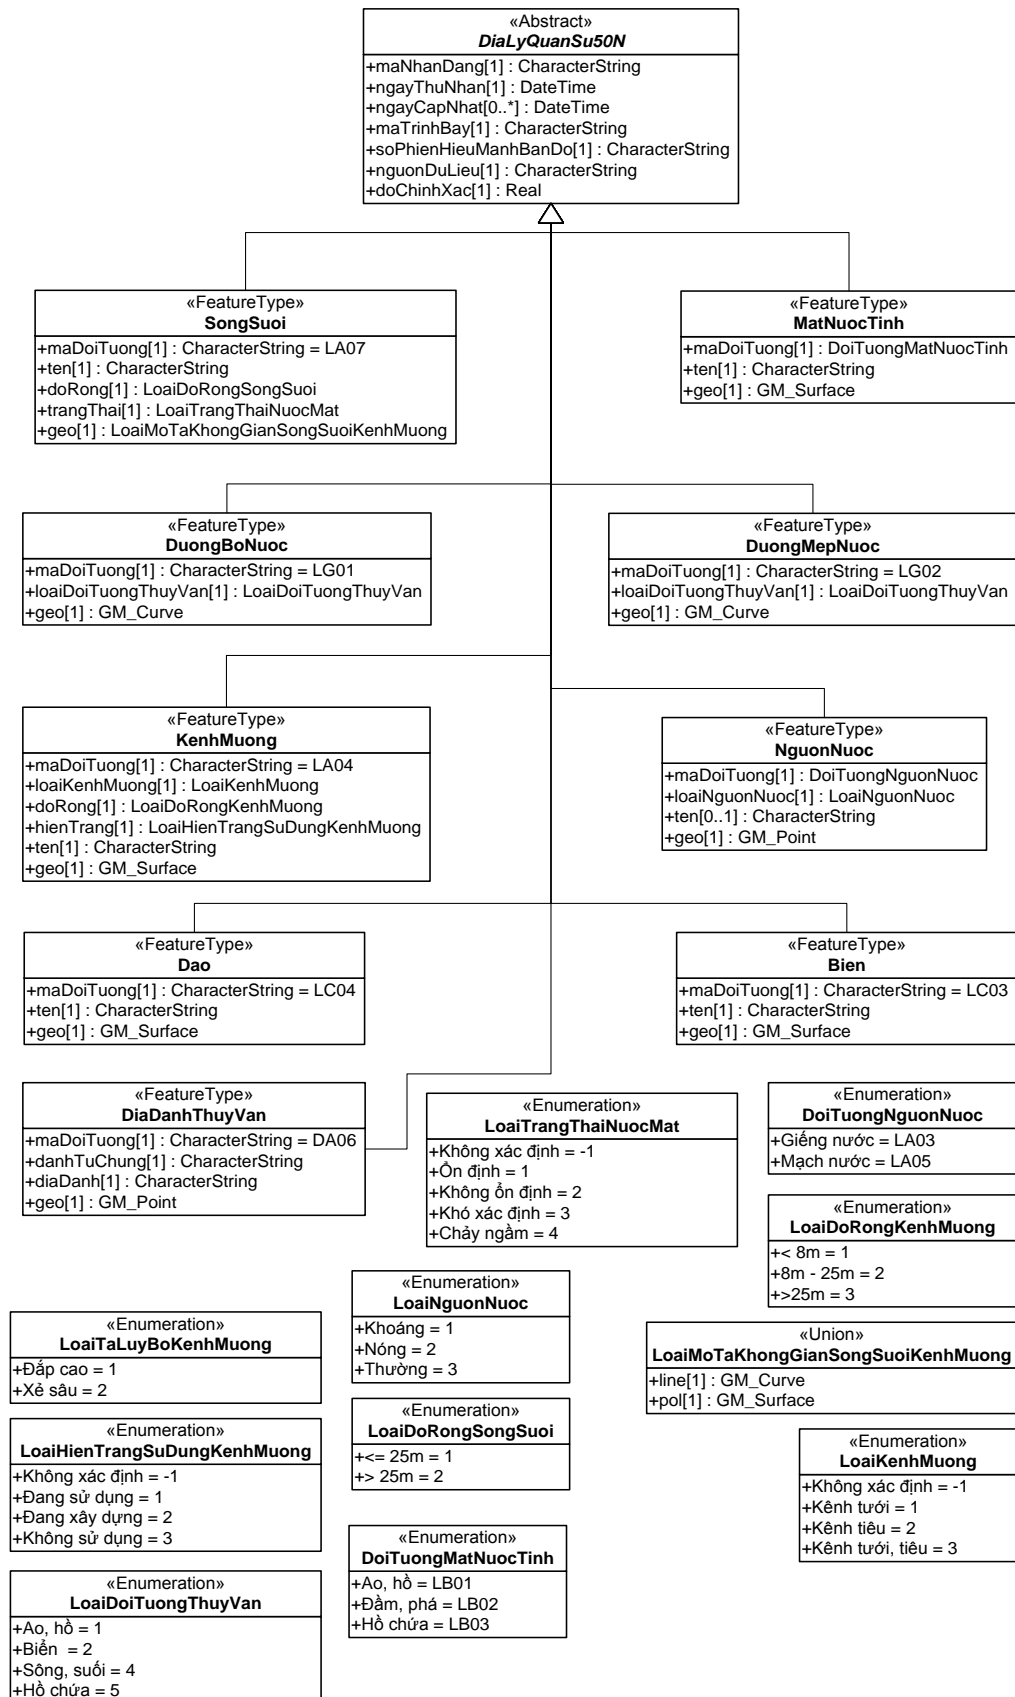 «Abstract»
DiaLyQuanSu50N
+maNhanDang[1] : CharacterString
+ngayThuNhan[1] : DateTime
+ngayCapNhat[0..*] : DateTime
+maTrinhBay[1] : CharacterString
+soPhienHieuManhBanDo[1] : CharacterString
+nguonDuLieu[1] : CharacterString
+doChinhXac[1] : Real
«FeatureType»
SongSuoi
+maDoiTuong[1] : CharacterString = LA07
+ten[1] : CharacterString
+doRong[1] : LoaiDoRongSongSuoi
+trangThai[1] : LoaiTrangThaiNuocMat
+geo[1] : LoaiMoTaKhongGianSongSuoiKenhMuong
«FeatureType»
MatNuocTinh
+maDoiTuong[1] : DoiTuongMatNuocTinh
+ten[1] : CharacterString
+geo[1] : GM_Surface
«FeatureType»
DuongBoNuoc
+maDoiTuong[1] : CharacterString = LG01
+loaiDoiTuongThuyVan[1] : LoaiDoiTuongThuyVan
+geo[1] : GM_Curve
«FeatureType»
DuongMepNuoc
+maDoiTuong[1] : CharacterString = LG02
+loaiDoiTuongThuyVan[1] : LoaiDoiTuongThuyVan
+geo[1] : GM_Curve
«FeatureType»
KenhMuong
+maDoiTuong[1] : CharacterString = LA04
+loaiKenhMuong[1] : LoaiKenhMuong
+doRong[1] : LoaiDoRongKenhMuong
+hienTrang[1] : LoaiHienTrangSuDungKenhMuong
+ten[1] : CharacterString
+geo[1] : GM_Surface
«FeatureType»
NguonNuoc
+maDoiTuong[1] : DoiTuongNguonNuoc
+loaiNguonNuoc[1] : LoaiNguonNuoc
+ten[0..1] : CharacterString
+geo[1] : GM_Point
«FeatureType»
Dao
+maDoiTuong[1] : CharacterString = LC04
+ten[1] : CharacterString
+geo[1] : GM_Surface
«FeatureType»
Bien
+maDoiTuong[1] : CharacterString = LC03
+ten[1] : CharacterString
+geo[1] : GM_Surface
«FeatureType»
DiaDanhThuyVan
+maDoiTuong[1] : CharacterString = DA06
+danhTuChung[1] : CharacterString
+diaDanh[1] : CharacterString
+geo[1] : GM_Point
«Enumeration»
LoaiTrangThaiNuocMat
+Không xác định = -1
+Ổn định = 1
+Không ổn định = 2
+Khó xác định = 3
+Chảy ngầm = 4
«Enumeration»
DoiTuongNguonNuoc
+Giếng nước = LA03
+Mạch nước = LA05
«Enumeration»
LoaiDoRongKenhMuong
+< 8m = 1
+8m - 25m = 2
+>25m = 3
«Enumeration»
LoaiNguonNuoc
+Khoáng = 1
+Nóng = 2
+Thường = 3
«Enumeration»
LoaiTaLuyBoKenhMuong
+Đắp cao = 1
+Xẻ sâu = 2
«Union»
LoaiMoTaKhongGianSongSuoiKenhMuong
+line[1] : GM_Curve
+pol[1] : GM_Surface
«Enumeration»
LoaiDoRongSongSuoi
+<= 25m = 1
+> 25m = 2
«Enumeration»
LoaiHienTrangSuDungKenhMuong
+Không xác định = -1
+Đang sử dụng = 1
+Đang xây dựng = 2
+Không sử dụng = 3
«Enumeration»
LoaiKenhMuong
+Không xác định = -1
+Kênh tưới = 1
+Kênh tiêu = 2
+Kênh tưới, tiêu = 3
«Enumeration»
DoiTuongMatNuocTinh
+Ao, hồ = LB01
+Đầm, phá = LB02
+Hồ chứa = LB03
«Enumeration»
LoaiDoiTuongThuyVan
+Ao, hồ = 1
+Biển = 2
+Sông, suối = 4
+Hồ chứa = 5